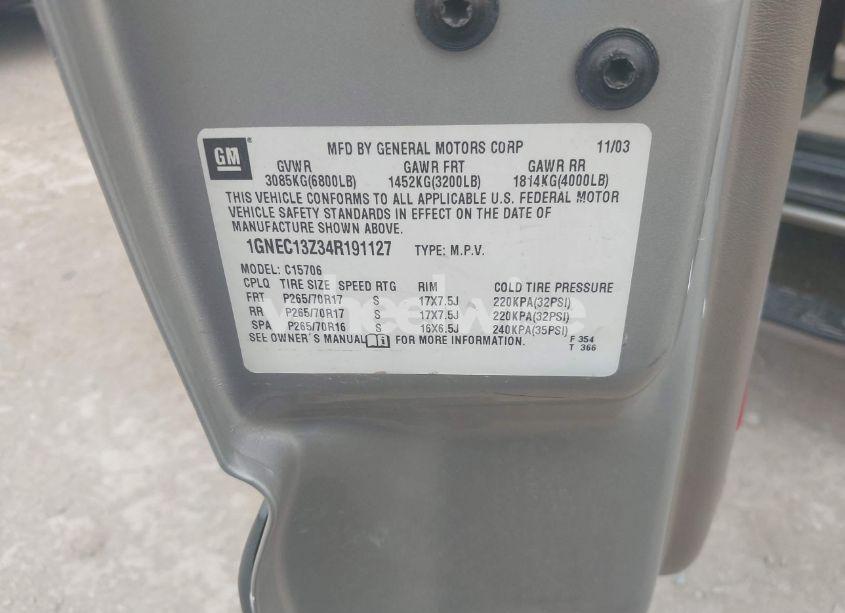 GM MFD BY GENERAL MOTORS CORP 11/03
GVWR GAWR FRT GAWR RR
3085KG(6800LB) 1452KG(3200LB) 1814KG(4000LB)
THIS VEHICLE CONFORMS TO ALL APPLICABLE U.S. FEDERAL MOTOR
VEHICLE SAFETY STANDARDS IN EFFECT ON THE DATE OF
MANUFACTURE SHOWN ABOVE.
1GNEC13Z34R191127 TYPE: M.P.V.
MODEL: C15706
CPLQ TIRE SIZE SPEED RTG RIM COLD TIRE PRESSURE
FRT P265/70R17 S 17X7.5J 220KPA(32PSI)
RR P265/70R17 S 17X7.5J 220KPA(32PSI)
SPA P265/70R16 S 16X6.5J 240KPA(35PSI)
SEE OWNER'S MANUAL FOR MORE INFORMATION. F 354
T 366